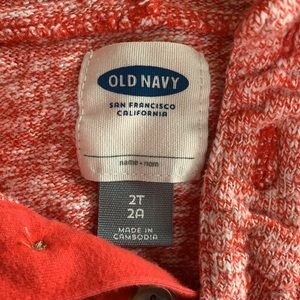 OLD NAVY
SAN FRANCISCO
CALIFORNIA
name • nom
2T
2A
MADE IN
CAMBODIA